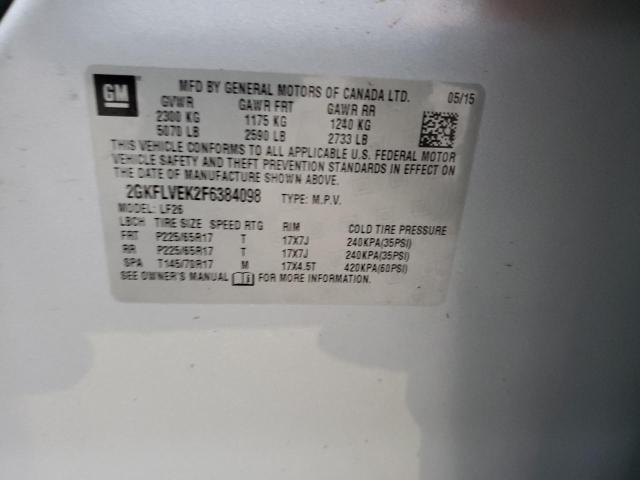 GM
MFD BY GENERAL MOTORS OF CANADA LTD. 05/15
GVWR GAWR FRT GAWR RR
2300 KG 1175 KG 1240 KG
5070 LB 2590 LB 2733 LB
THIS VEHICLE CONFORMS TO ALL APPLICABLE U.S. FEDERAL MOTOR
VEHICLE SAFETY AND THEFT PREVENTION STANDARDS IN EFFECT ON
THE DATE OF MANUFACTURE SHOWN ABOVE.
2GKFLVEK2F6384098 TYPE: M.P.V.
MODEL: LF26
LBCH TIRE SIZE SPEED RTG RIM COLD TIRE PRESSURE
FRT P225/65R17 T 17X7J 240KPA(35PSI)
RR P225/65R17 T 17X7J 240KPA(35PSI)
SPA T145/70R17 M 17X4.5T 420KPA(60PSI)
SEE OWNER'S MANUAL FOR MORE INFORMATION.